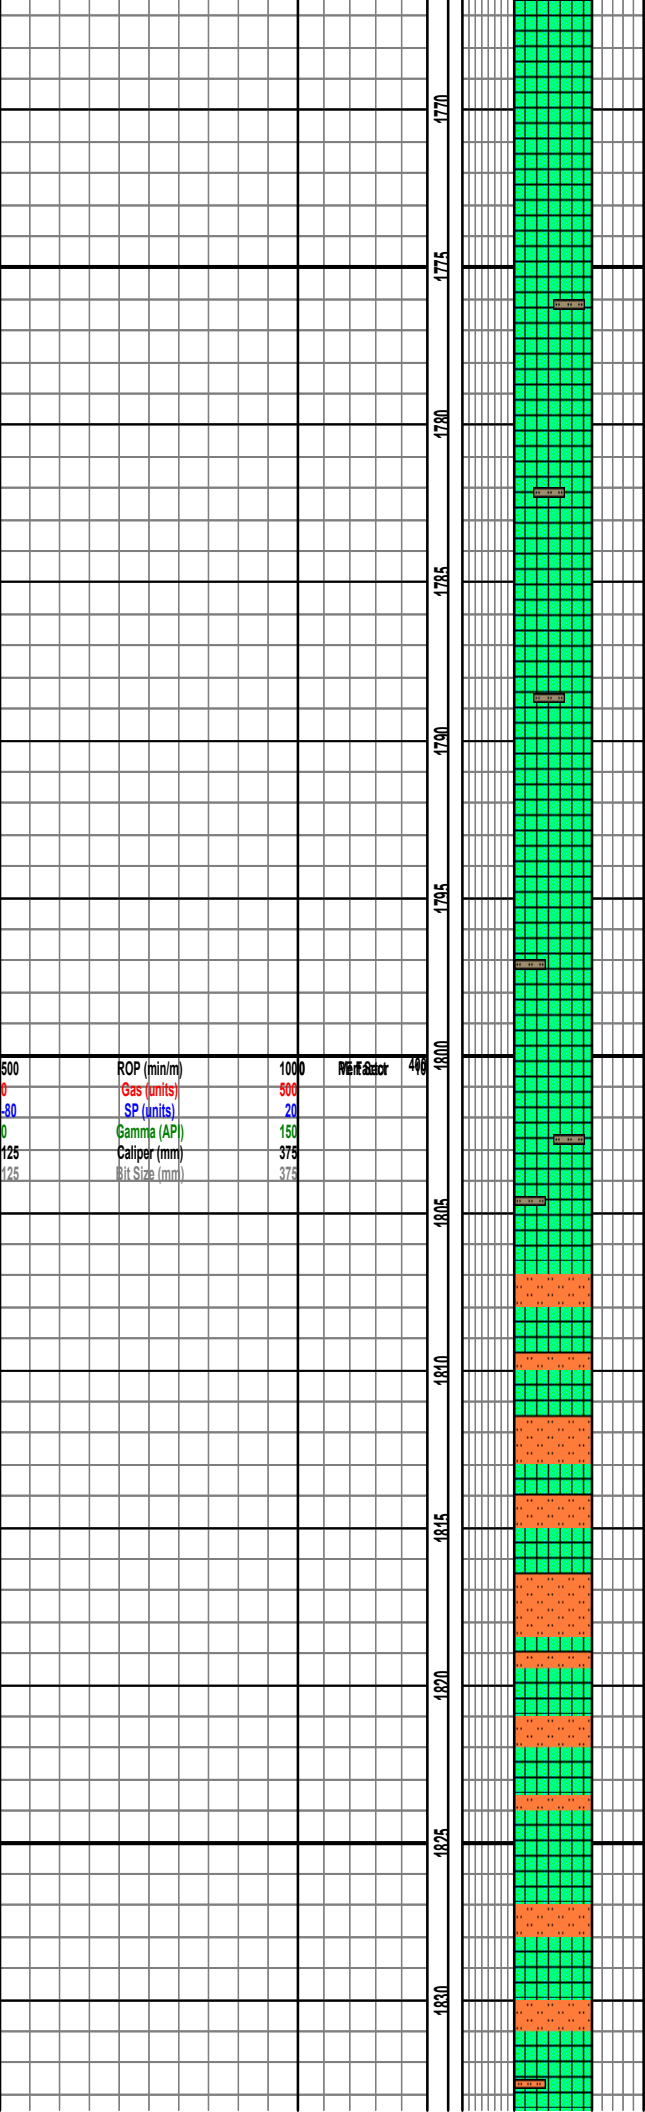 1770
1775
1780
1785
1790
1795
1800
500 ROP (min/m) 1000
0 Gas (units) 500
-80 SP (units) 20
0 Gamma (API) 150
125 Caliper (mm) 375
125 Bit Size (mm) 375
1805
1810
1815
1820
1825
1830